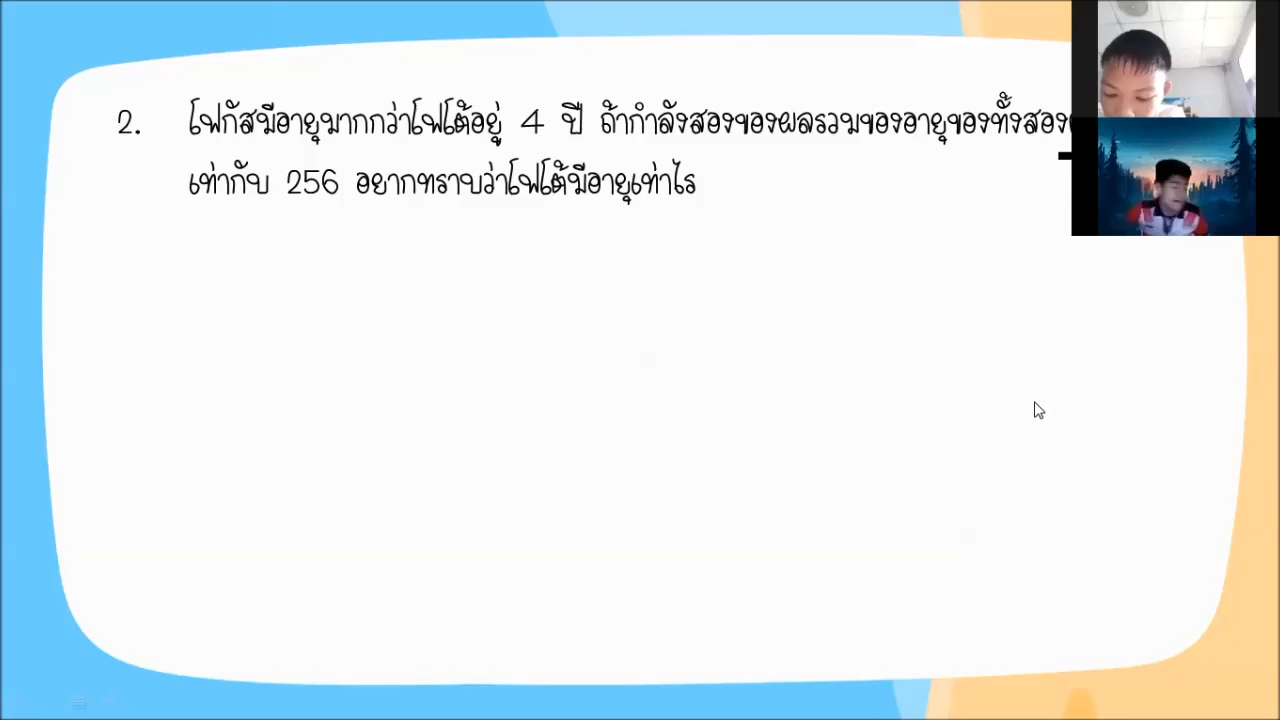 2. โฟกัสมีอายุมากกว่าโฟโต้อยู่ 4 ปี ถ้ากำลังสองของผลรวมของอายุของทั้งสอง
เท่ากับ 256 อยากทราบว่าโฟโต้มีอายุเท่าไร